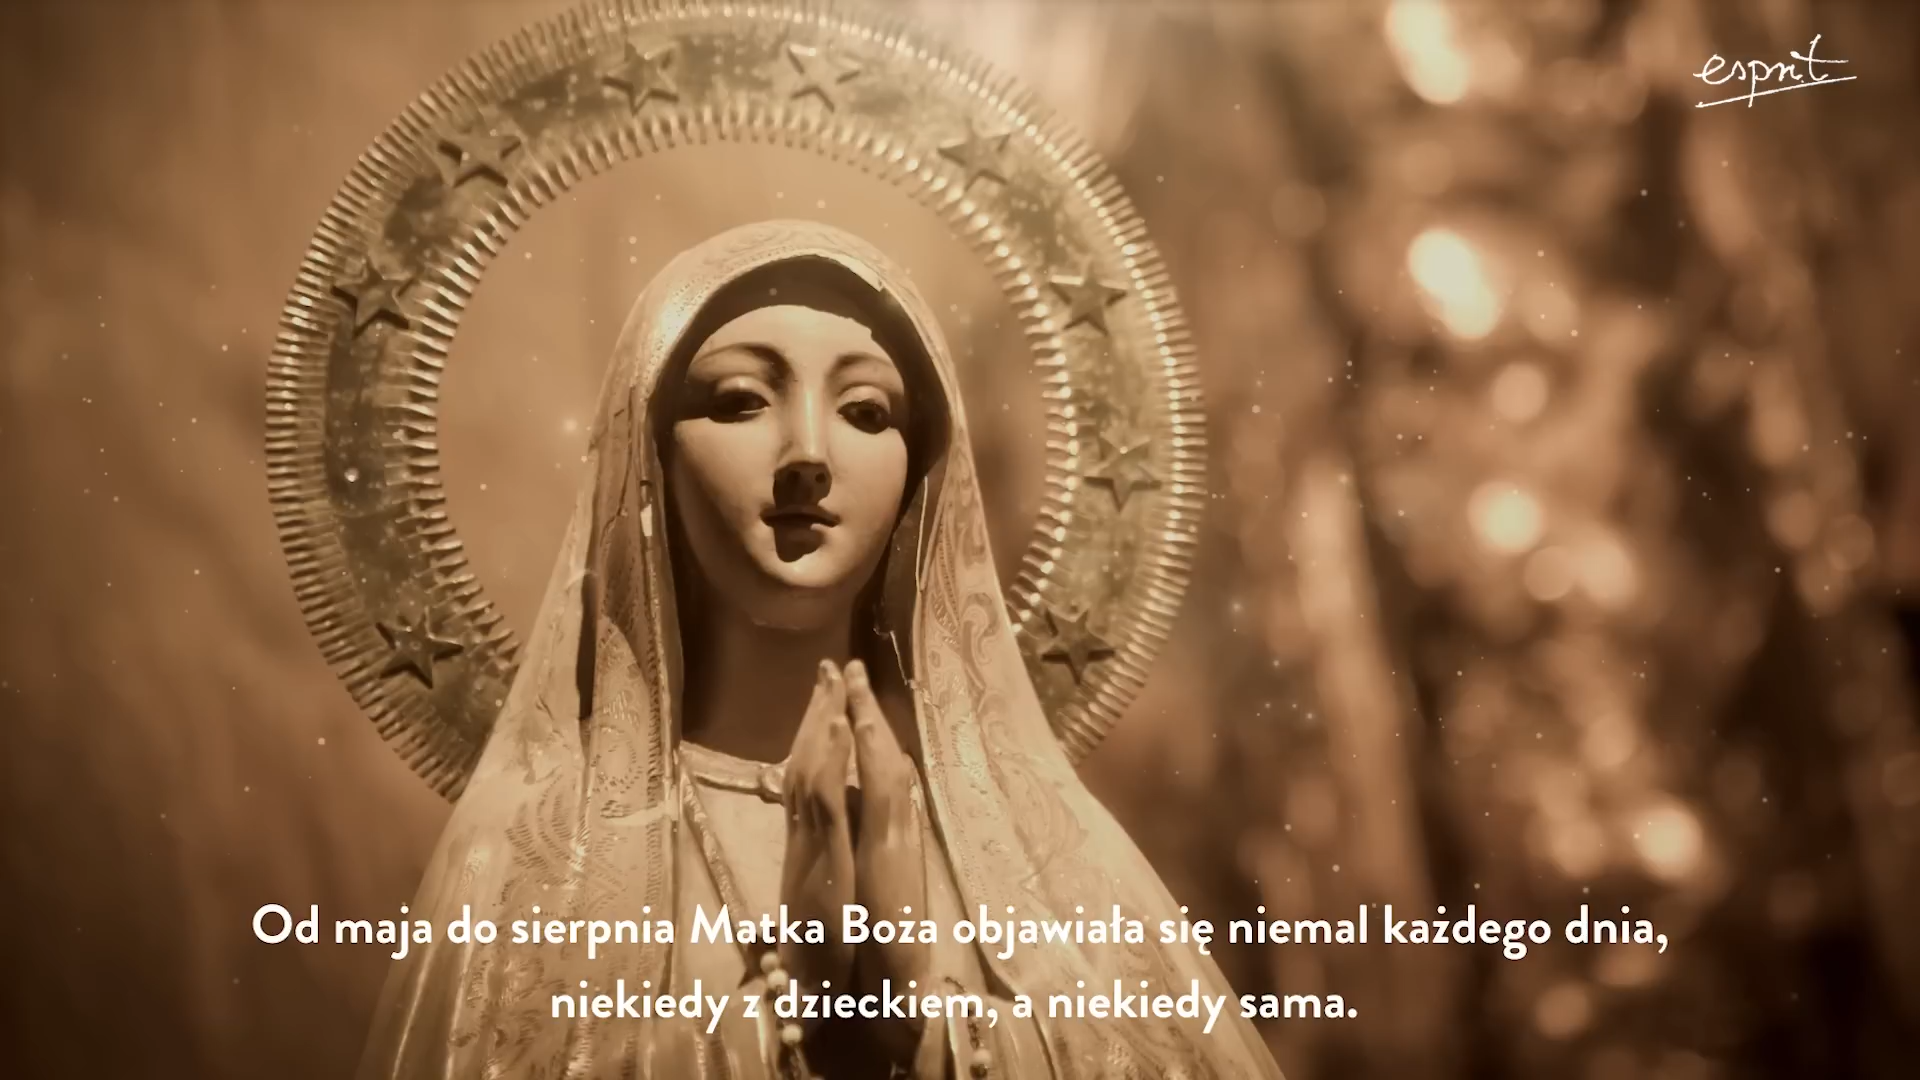 esprit
Od maja do sierpnia Matka Boża objawiała się niemal każdego dnia,
niekiedy z dzieckiem, a niekiedy sama.